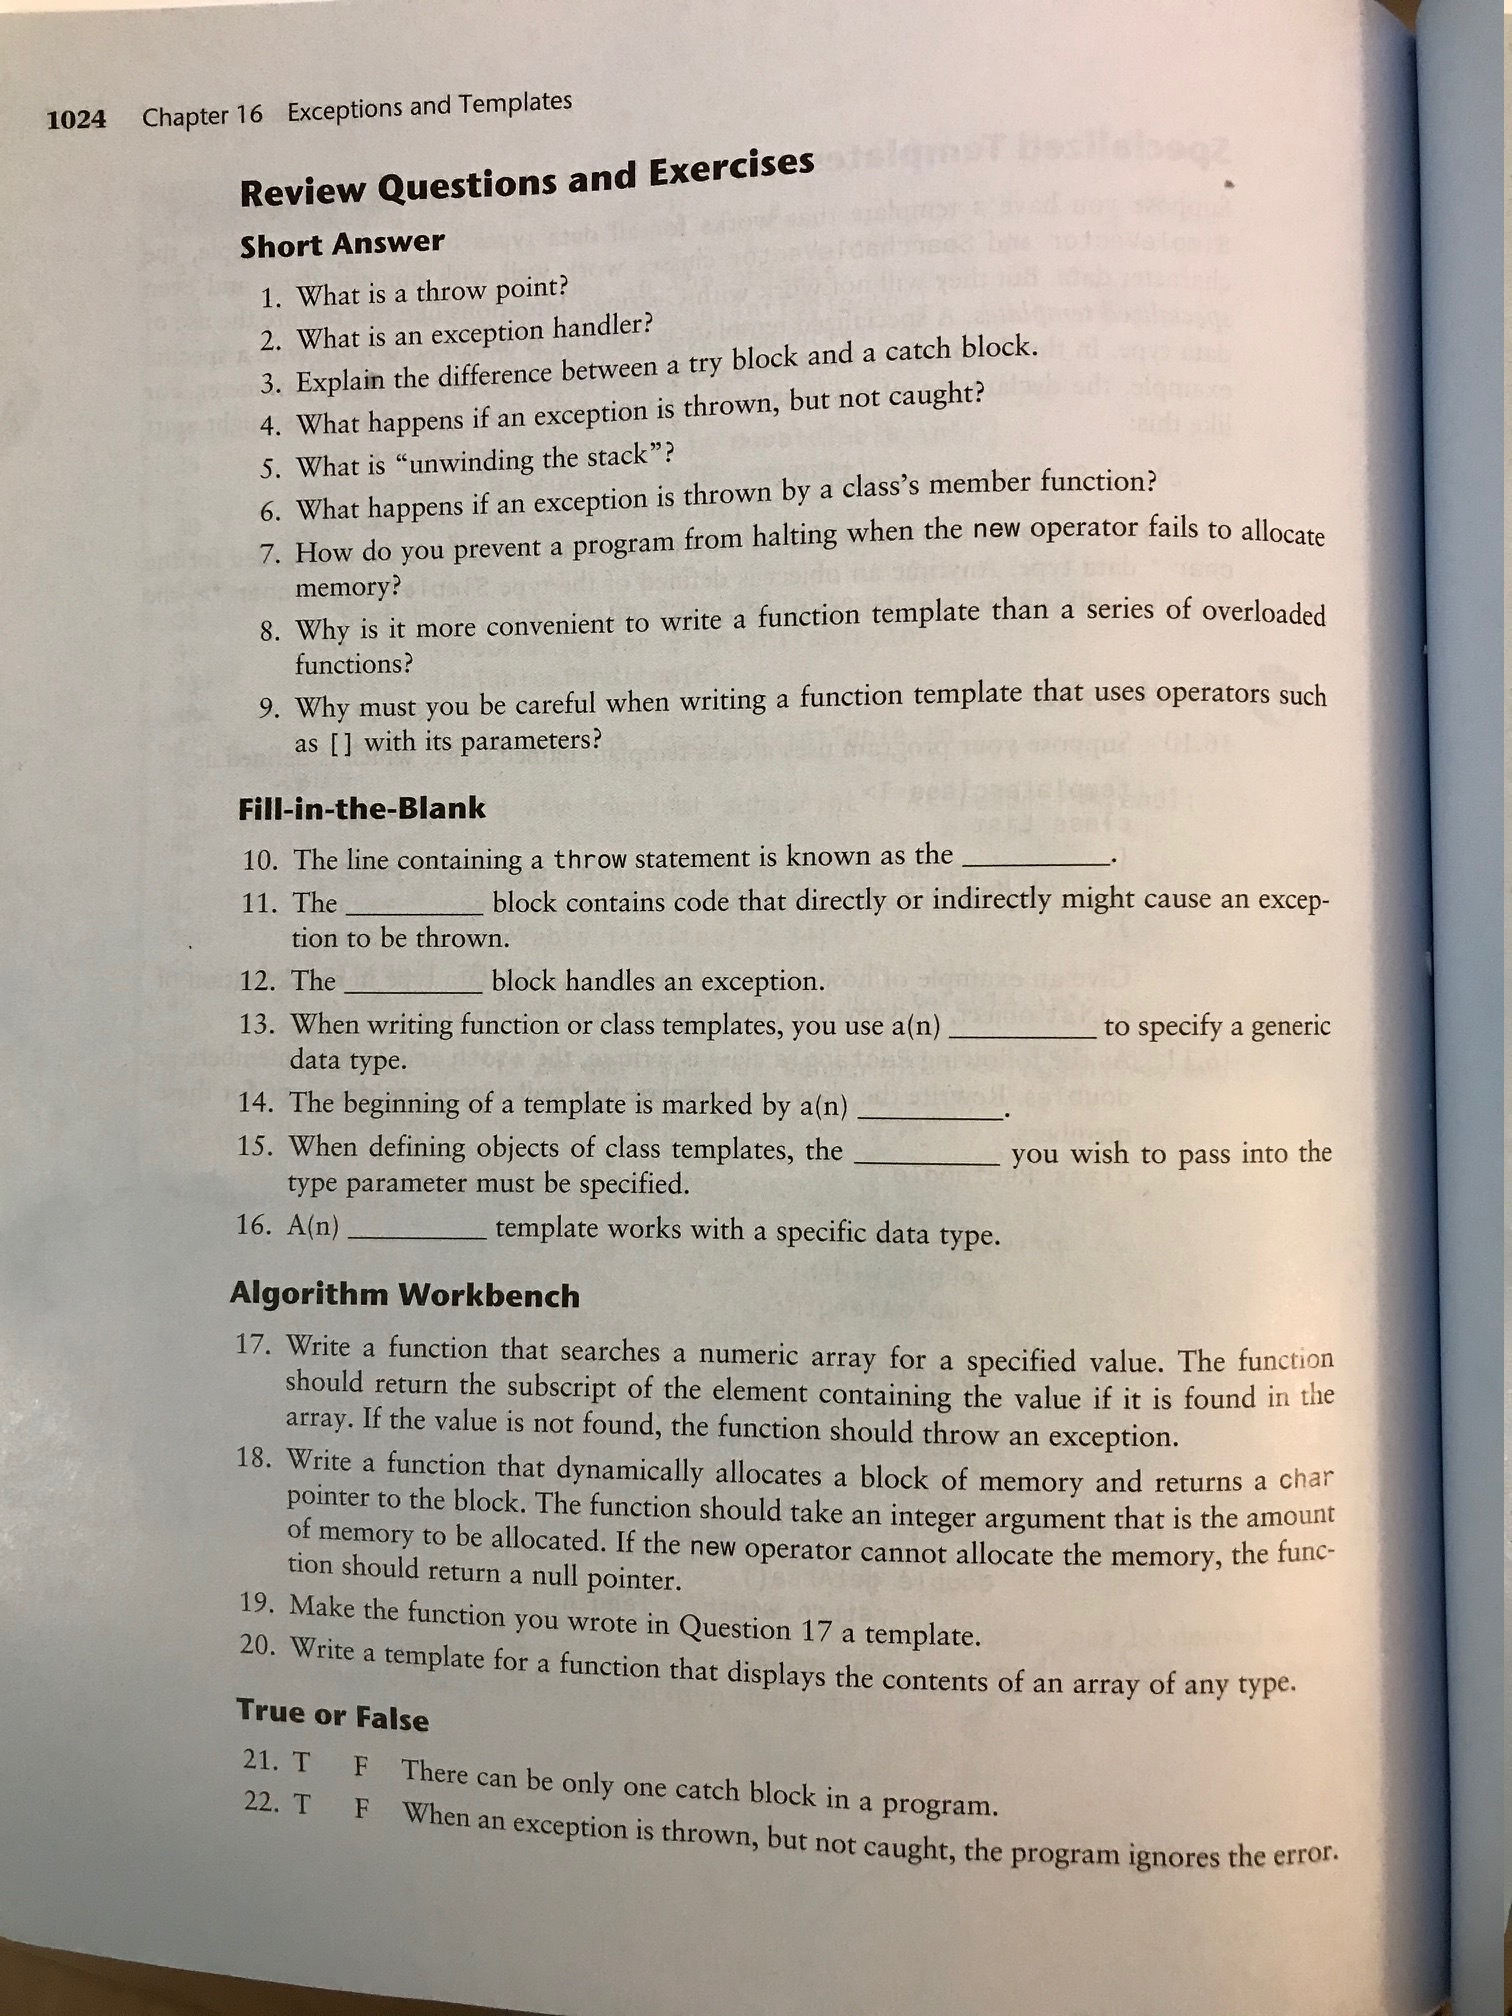 1024 Chapter 16 Exceptions and Templates
Review Questions and Exercises
Short Answer
1. What is a throw point?
2. What is an exception handler?
3. Explain the difference between a try block and a catch block.
4. What happens if an exception is thrown, but not caught?
5. What is “unwinding the stack”?
6. What happens if an exception is thrown by a class’s member function?
7. How do you prevent a program from halting when the new operator fails to allocate
memory?
8. Why is it more convenient to write a function template than a series of overloaded
functions?
9. Why must you be careful when writing a function template that uses operators such
as [] with its parameters?
Fill-in-the-Blank
10. The line containing a throw statement is known as the __________.
11. The __________ block contains code that directly or indirectly might cause an excep-
tion to be thrown.
12. The __________ block handles an exception.
13. When writing function or class templates, you use a(n) __________ to specify a generic
data type.
14. The beginning of a template is marked by a(n) __________.
15. When defining objects of class templates, the __________ you wish to pass into the
type parameter must be specified.
16. A(n) __________ template works with a specific data type.
Algorithm Workbench
17. Write a function that searches a numeric array for a specified value. The function
should return the subscript of the element containing the value if it is found in the
array. If the value is not found, the function should throw an exception.
18. Write a function that dynamically allocates a block of memory and returns a char
pointer to the block. The function should take an integer argument that is the amount
of memory to be allocated. If the new operator cannot allocate the memory, the func-
tion should return a null pointer.
19. Make the function you wrote in Question 17 a template.
20. Write a template for a function that displays the contents of an array of any type.
True or False
21. T F There can be only one catch block in a program.
22. T F When an exception is thrown, but not caught, the program ignores the error.